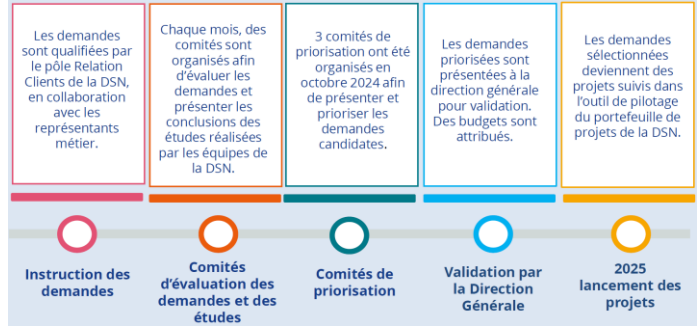 Les demandes
sont qualifiées par
le pôle Relation
Clients de la DSN,
en collaboration
avec les
représentants
métier.
Chaque mois, des
comités sont
organisés afin
d'évaluer les
demandes et
présenter les
conclusions des
études réalisées
par les équipes de
la DSN.
3 comités de
priorisation ont été
organisés en
octobre 2024 afin
de présenter et
prioriser les
demandes
candidates.
Les demandes
priorisées sont
présentées à la
direction générale
pour validation.
Des budgets sont
attribués.
Les demandes
sélectionnées
deviennent des
projets suivis dans
l'outil de pilotage
du portefeuille de
projets de la DSN.
Instruction des
demandes
Comités
d'évaluation des
demandes et des
études
Comités de
priorisation
Validation par
la Direction
Générale
2025
lancement des
projets